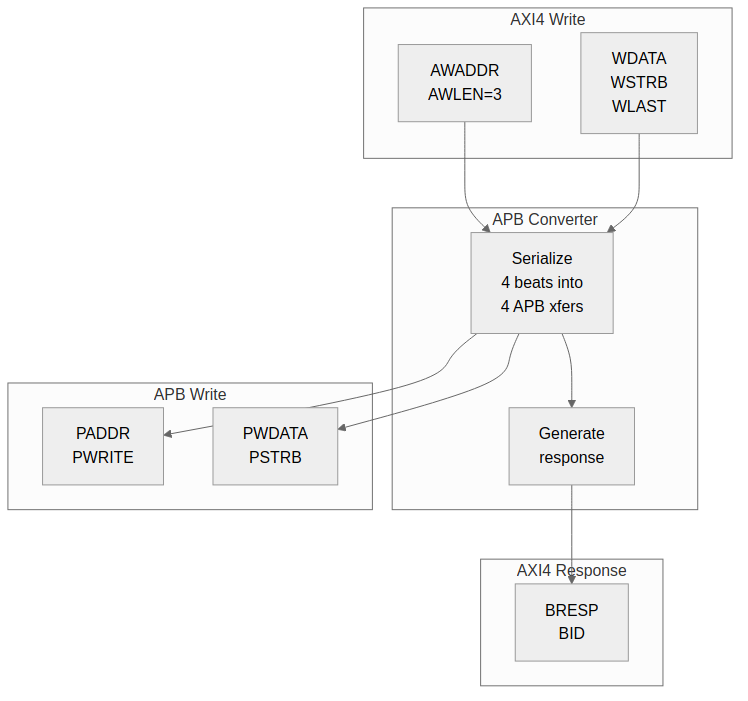 AXI4 Write
AWADDR
AWLEN=3
WDATA
WSTRB
WLAST
APB Converter
Serialize
4 beats into
4 APB xfers
APB Write
PADDR
PWRITE
PWDATA
PSTRB
Generate
response
AXI4 Response
BRESP
BID